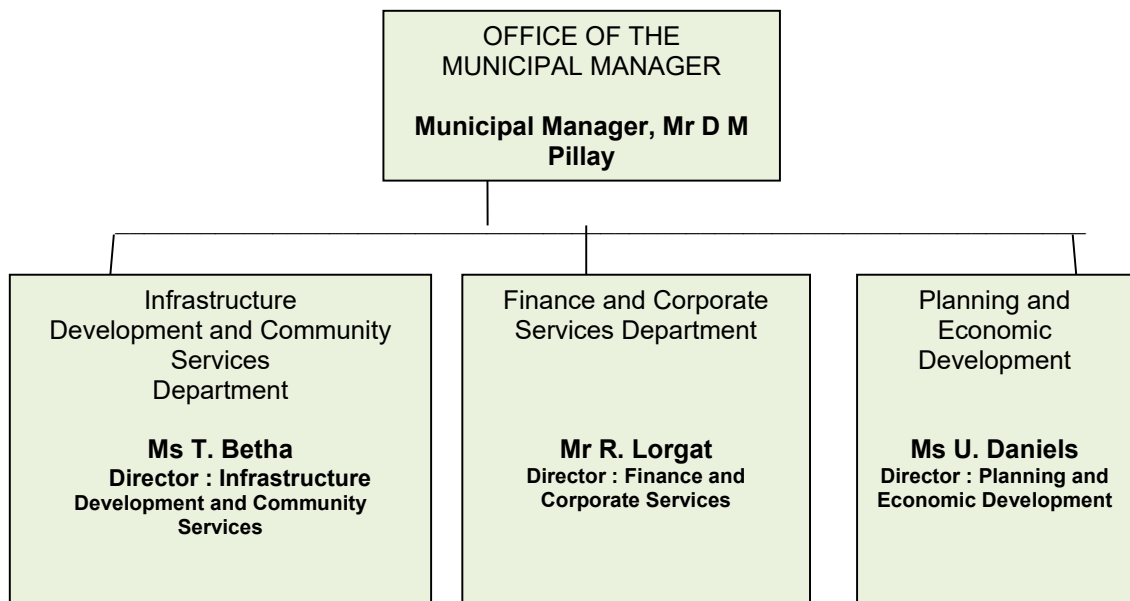 OFFICE OF THE
MUNICIPAL MANAGER
Municipal Manager, Mr D M
Pillay
Infrastructure
Development and Community
Services
Department
Ms T. Betha
Director : Infrastructure
Development and Community
Services
Finance and Corporate
Services Department
Mr R. Lorgat
Director : Finance and
Corporate Services
Planning and
Economic
Development
Ms U. Daniels
Director : Planning and
Economic Development